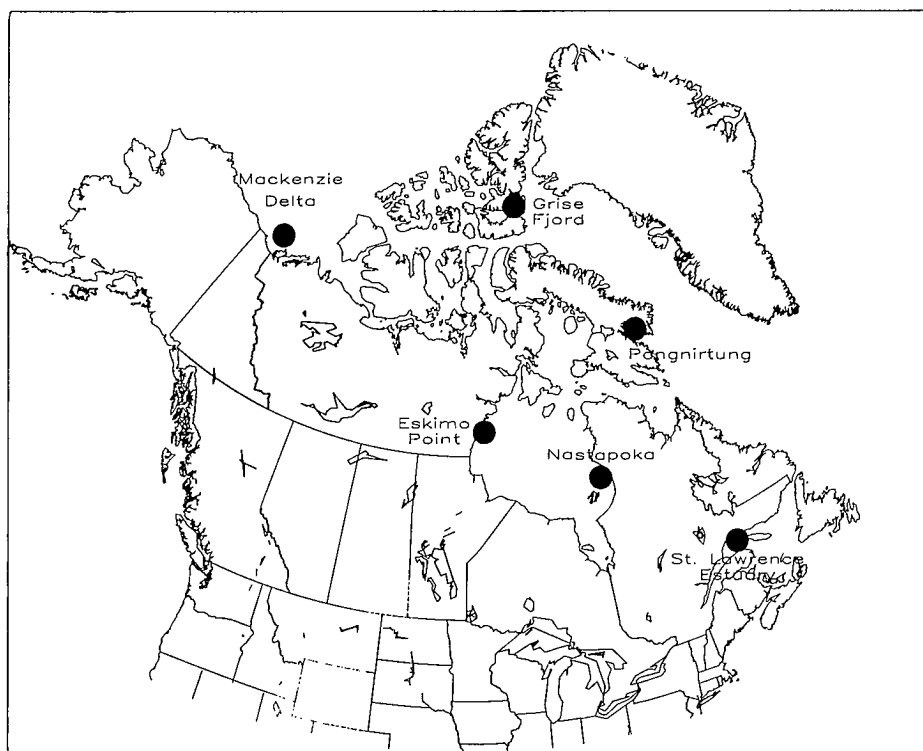 Mackenzie
Delta
Grise
Fjord
Pangnirtung
Eskimo
Point
Nastapoka
St. Lawrence
Estuary